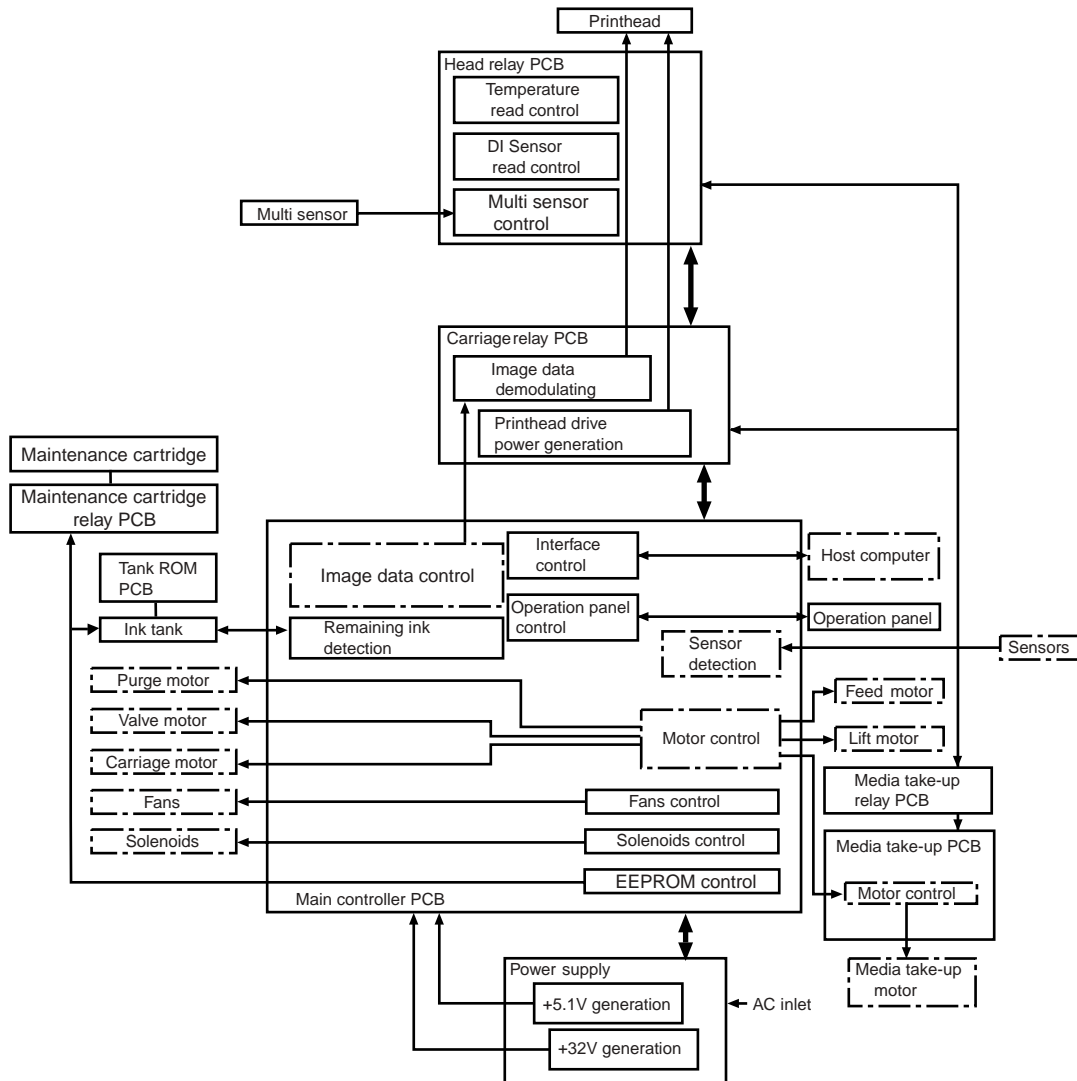 Printhead
Head relay PCB
Temperature
read control
DI Sensor
read control
Multi sensor
Multi sensor
control
Carriage relay PCB
Image data
demodulating
Printhead drive
power generation
Maintenance cartridge
Maintenance cartridge
relay PCB
Tank ROM
PCB
Ink tank
Image data control
Interface
control
Host computer
Operation panel
control
Operation panel
Remaining ink
detection
Sensor
detection
Sensors
Purge motor
Valve motor
Carriage motor
Motor control
Feed motor
Lift motor
Fans
Fans control
Solenoids
Solenoids control
EEPROM control
Main controller PCB
Media take-up
relay PCB
Media take-up PCB
Motor control
Media take-up
motor
Power supply
+5.1V generation
AC inlet
+32V generation